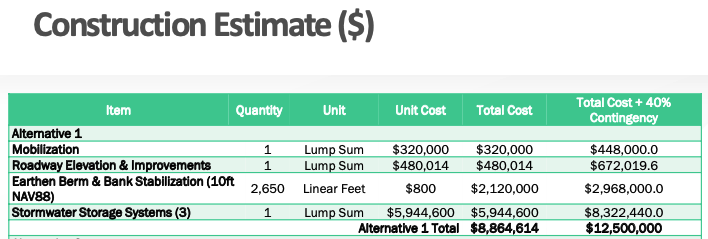 Construction Estimate ($)
Item Quantity Unit Unit Cost Total Cost Total Cost + 40% Contingency
Alternative 1
Mobilization 1 Lump Sum $320,000 $320,000 $448,000.0
Roadway Elevation & Improvements 1 Lump Sum $480,014 $480,014 $672,019.6
Earthen Berm & Bank Stabilization (10ft NAV88) 2,650 Linear Feet $800 $2,120,000 $2,968,000.0
Stormwater Storage Systems (3) 1 Lump Sum $5,944,600 $5,944,600 $8,322,440.0
Alternative 1 Total $8,864,614 $12,500,000